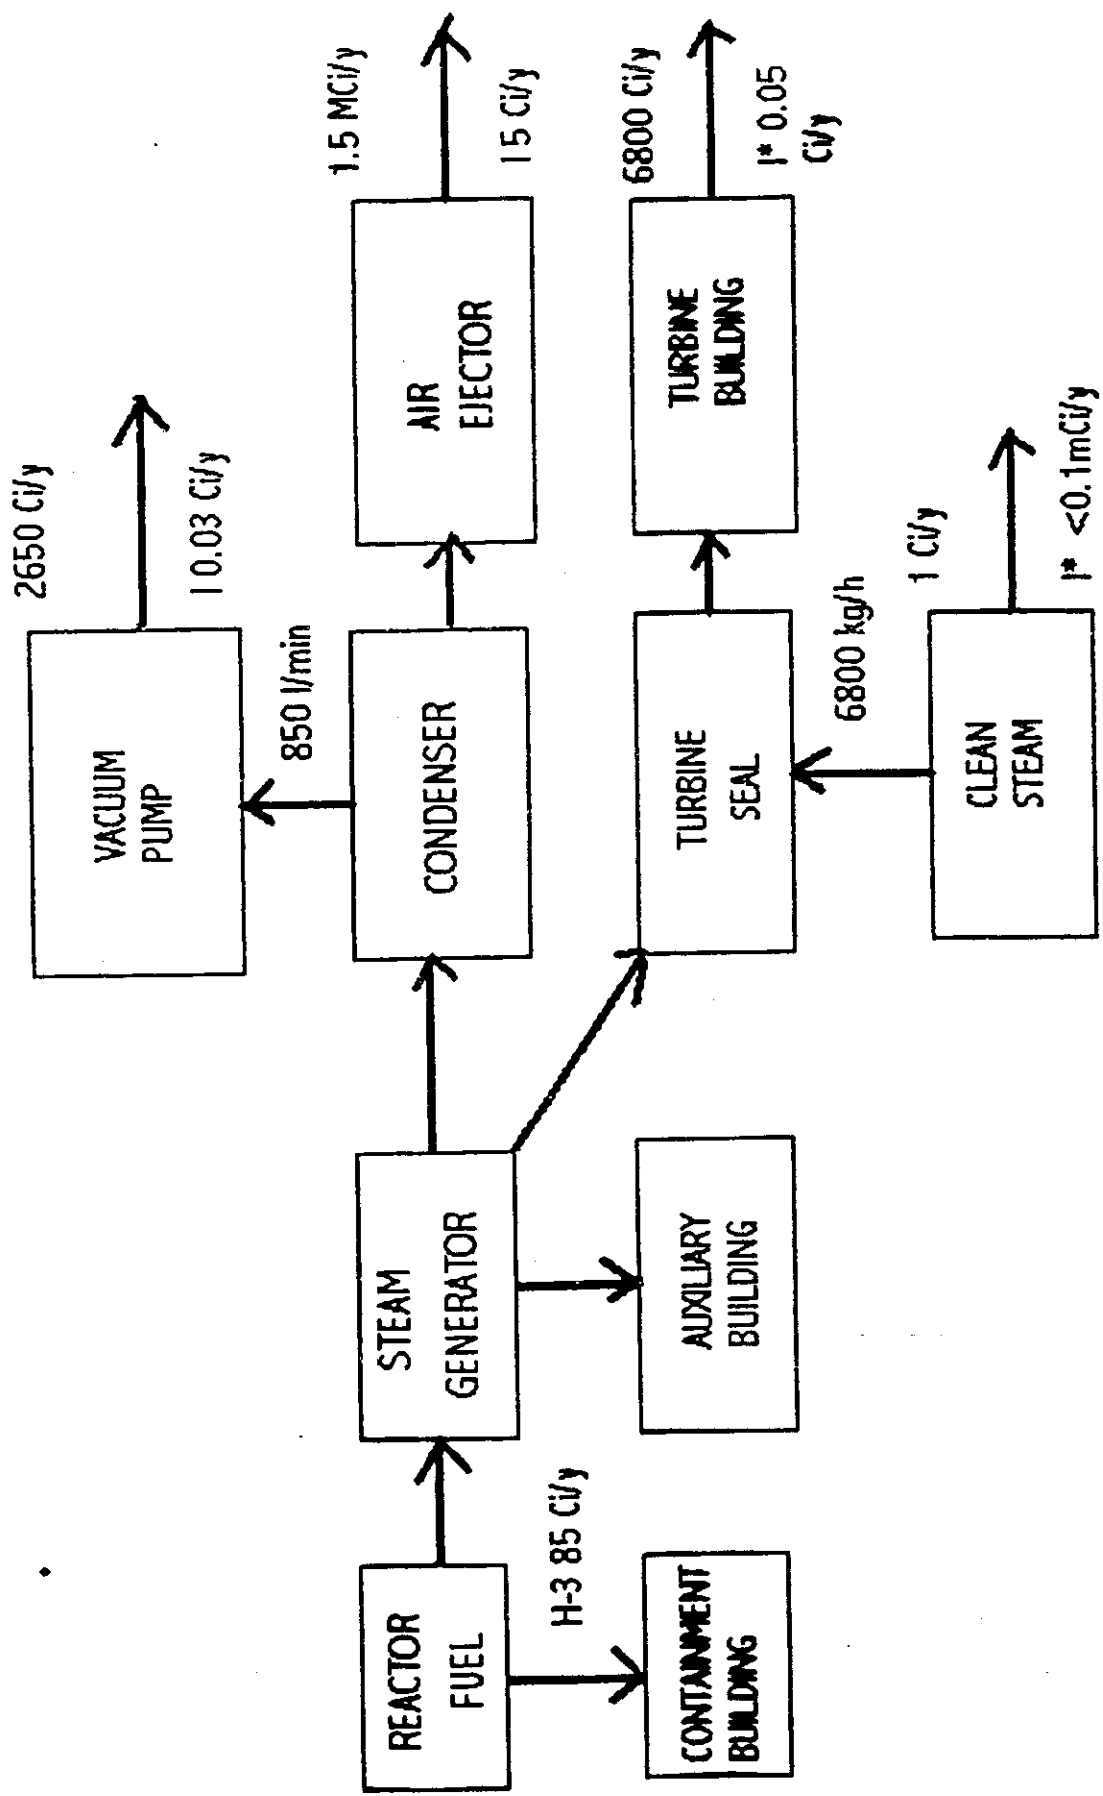 2650 Ci/y
VACUUM
PUMP
I 0.03 Ci/y
850 l/min
1.5 MCi/y
REACTOR
FUEL
STEAM
GENERATOR
CONDENSER
AIR
EJECTOR
I 5 Ci/y
H-3 85 Ci/y
6800 Ci/y
CONTAINMENT
BUILDING
AUXILIARY
BUILDING
TURBINE
SEAL
TURBINE
BUILDING
I* 0.05
Ci/y
6800 kg/h
1 Ci/y
CLEAN
STEAM
I* <0.1mCi/y